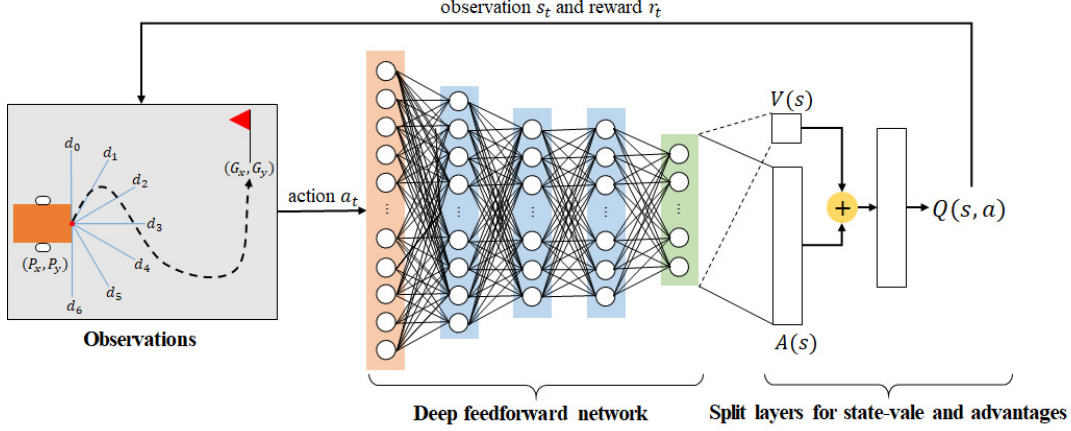 observation s_t and reward r_t
d_0
d_1
d_2
d_3
d_4
d_5
d_6
(G_x, G_y)
(P_x, P_y)
Observations
action a_t
V(s)
A(s)
+
Q(s, a)
Deep feedforward network
Split layers for state-vale and advantages